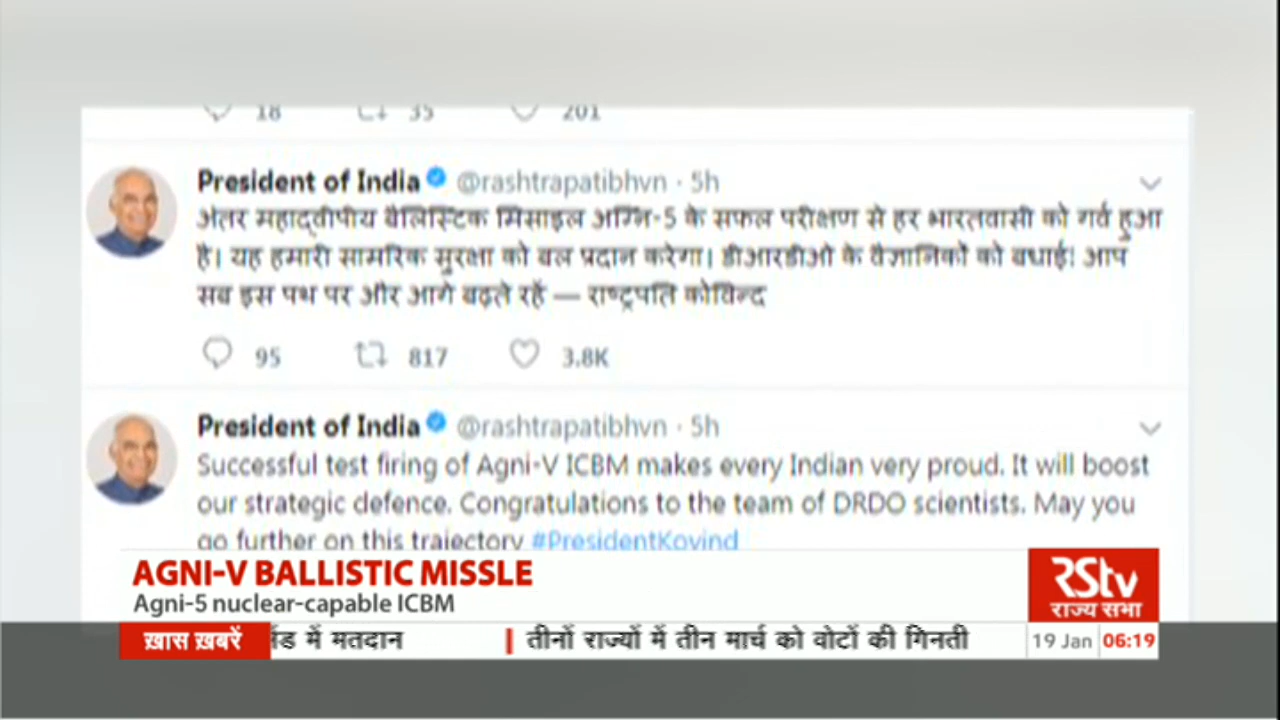 18 35 201
President of India @rashtrapatibhvn · 5h
अंतर महाद्वीपीय बैलिस्टिक मिसाइल अग्नि-5 के सफल परीक्षण से हर भारतवासी को गर्व हुआ
है। यह हमारी सामरिक सुरक्षा को बल प्रदान करेगा। डीआरडीओ के वैज्ञानिकों को बधाई! आप
सब इस पथ पर और आगे बढ़ते रहें — राष्ट्रपति कोविन्द
95 817 3.8K
President of India @rashtrapatibhvn · 5h
Successful test firing of Agni-V ICBM makes every Indian very proud. It will boost
our strategic defence. Congratulations to the team of DRDO scientists. May you
go further on this trajectory #PresidentKovind
AGNI-V BALLISTIC MISSLE
Agni-5 nuclear-capable ICBM
RStv
राज्य सभा
ख़ास ख़बरें में मतदान | तीनों राज्यों में तीन मार्च को वोटों की गिनती 19 Jan 06:19